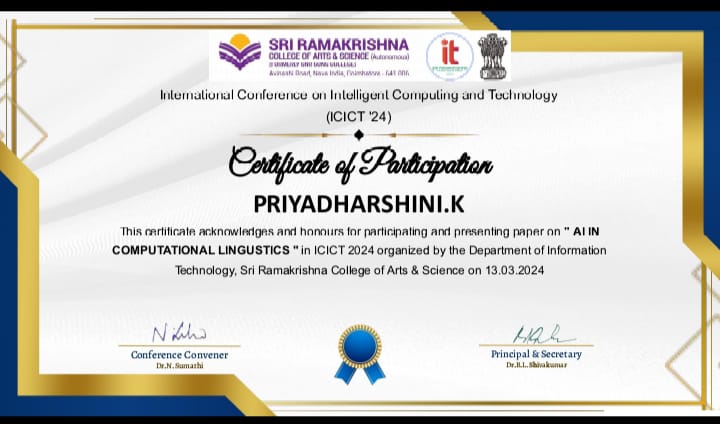 SRI RAMAKRISHNA
COLLEGE OF ARTS & SCIENCE (Autonomous)
(FORMERLY SNR SONS COLLEGE)
Avinashi Road, Nava India, Coimbatore - 641 006
it
International Conference on Intelligent Computing and Technology
(ICICT '24)
Certificate of Participation
PRIYADHARSHINI.K
This certificate acknowledges and honours for participating and presenting paper on " AI IN
COMPUTATIONAL LINGUSTICS " in ICICT 2024 organized by the Department of Information
Technology, Sri Ramakrishna College of Arts & Science on 13.03.2024
Conference Convener
Dr.N.Sumathi
Principal & Secretary
Dr.B.L.Shivakumar